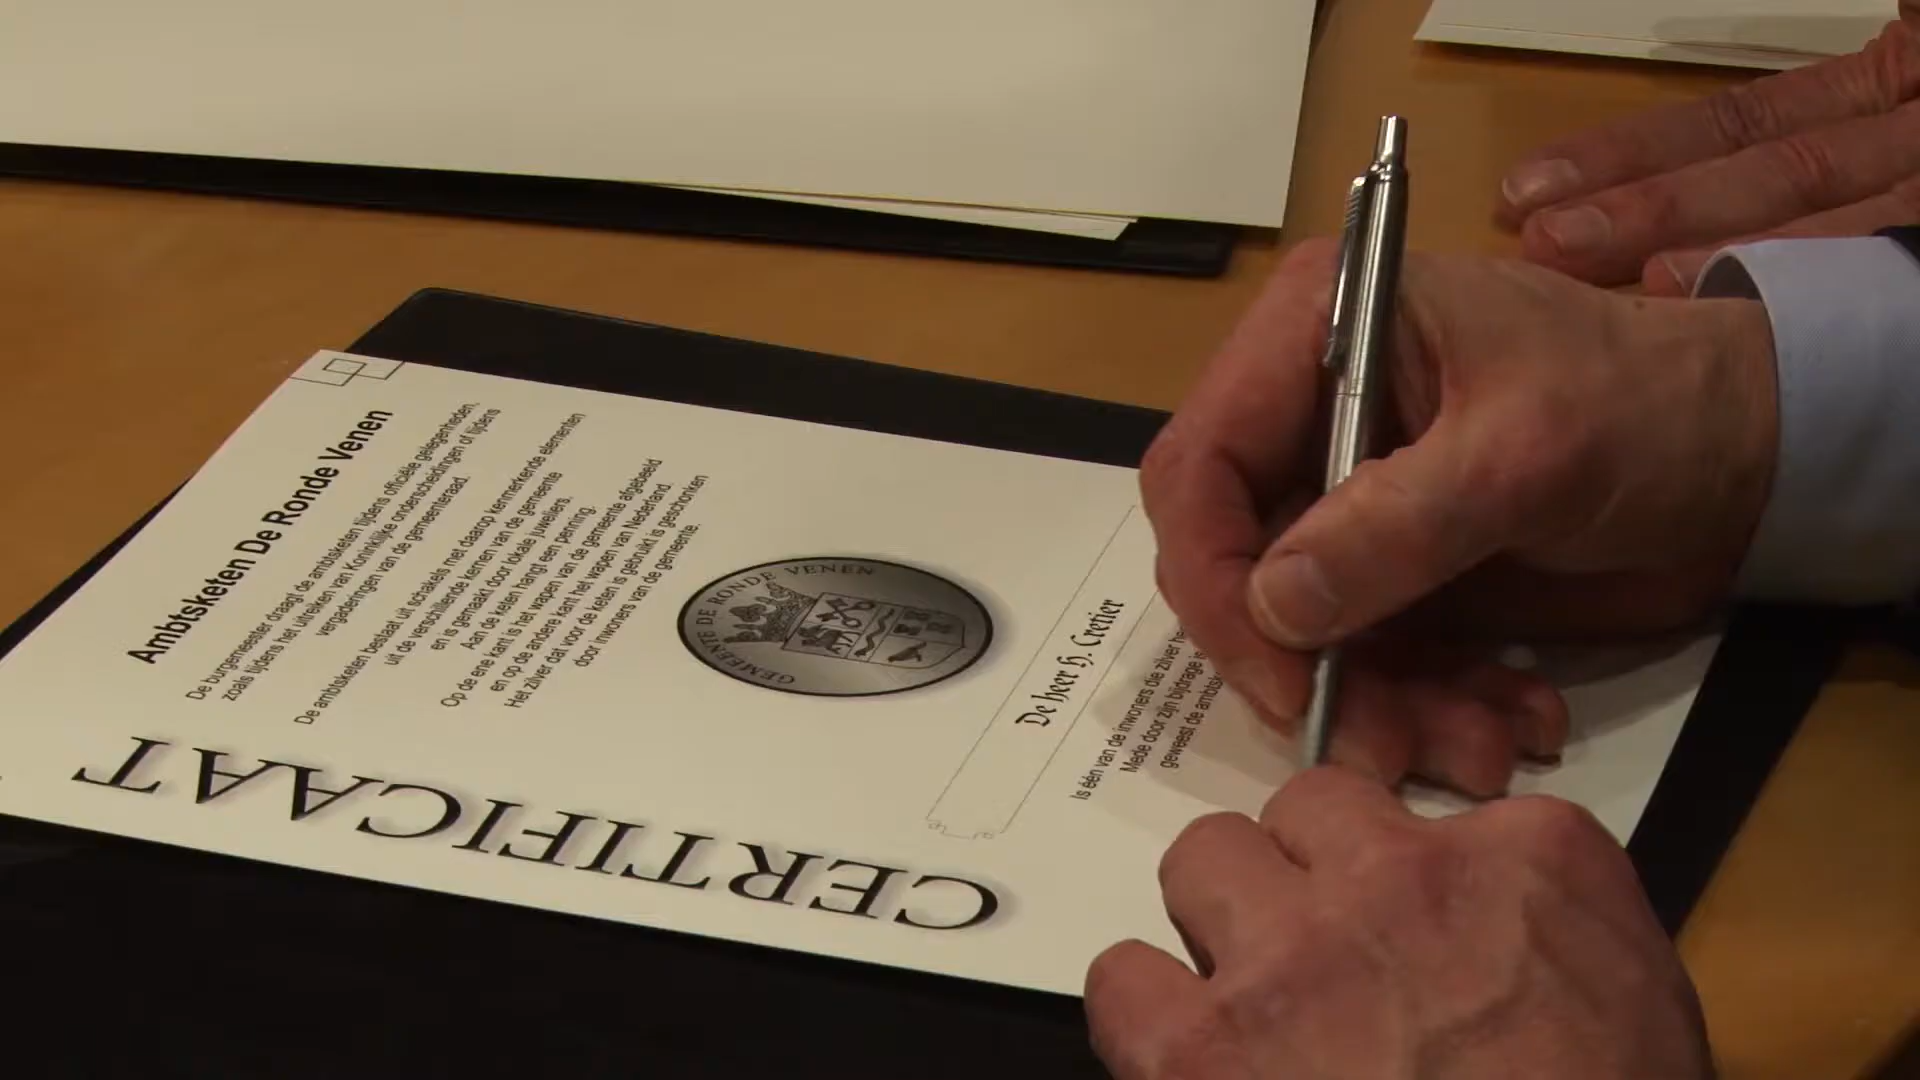 CERTIFICAAT
Ambtsketen De Ronde Venen
De burgemeester draagt de ambtsketen tijdens officiële gelegenheden,
zoals tijdens het uitreiken van Koninklijke onderscheidingen of tijdens
vergaderingen van de gemeenteraad.
De ambtsketen bestaat uit schakels met daarop kenmerkende elementen
uit de verschillende kernen van de gemeente
en is gemaakt door lokale juweliers.
Aan de keten hangt een penning.
Op de ene kant is het wapen van de gemeente afgebeeld
en op de andere kant het wapen van Nederland.
Het zilver dat voor de keten is gebruikt is geschonken
door inwoners van de gemeente.
GEMEENTE DE RONDE VENEN
De heer H. Cretier
Is één van de inwoners die zilver
Mede door zijn bijdrage is
geweest de